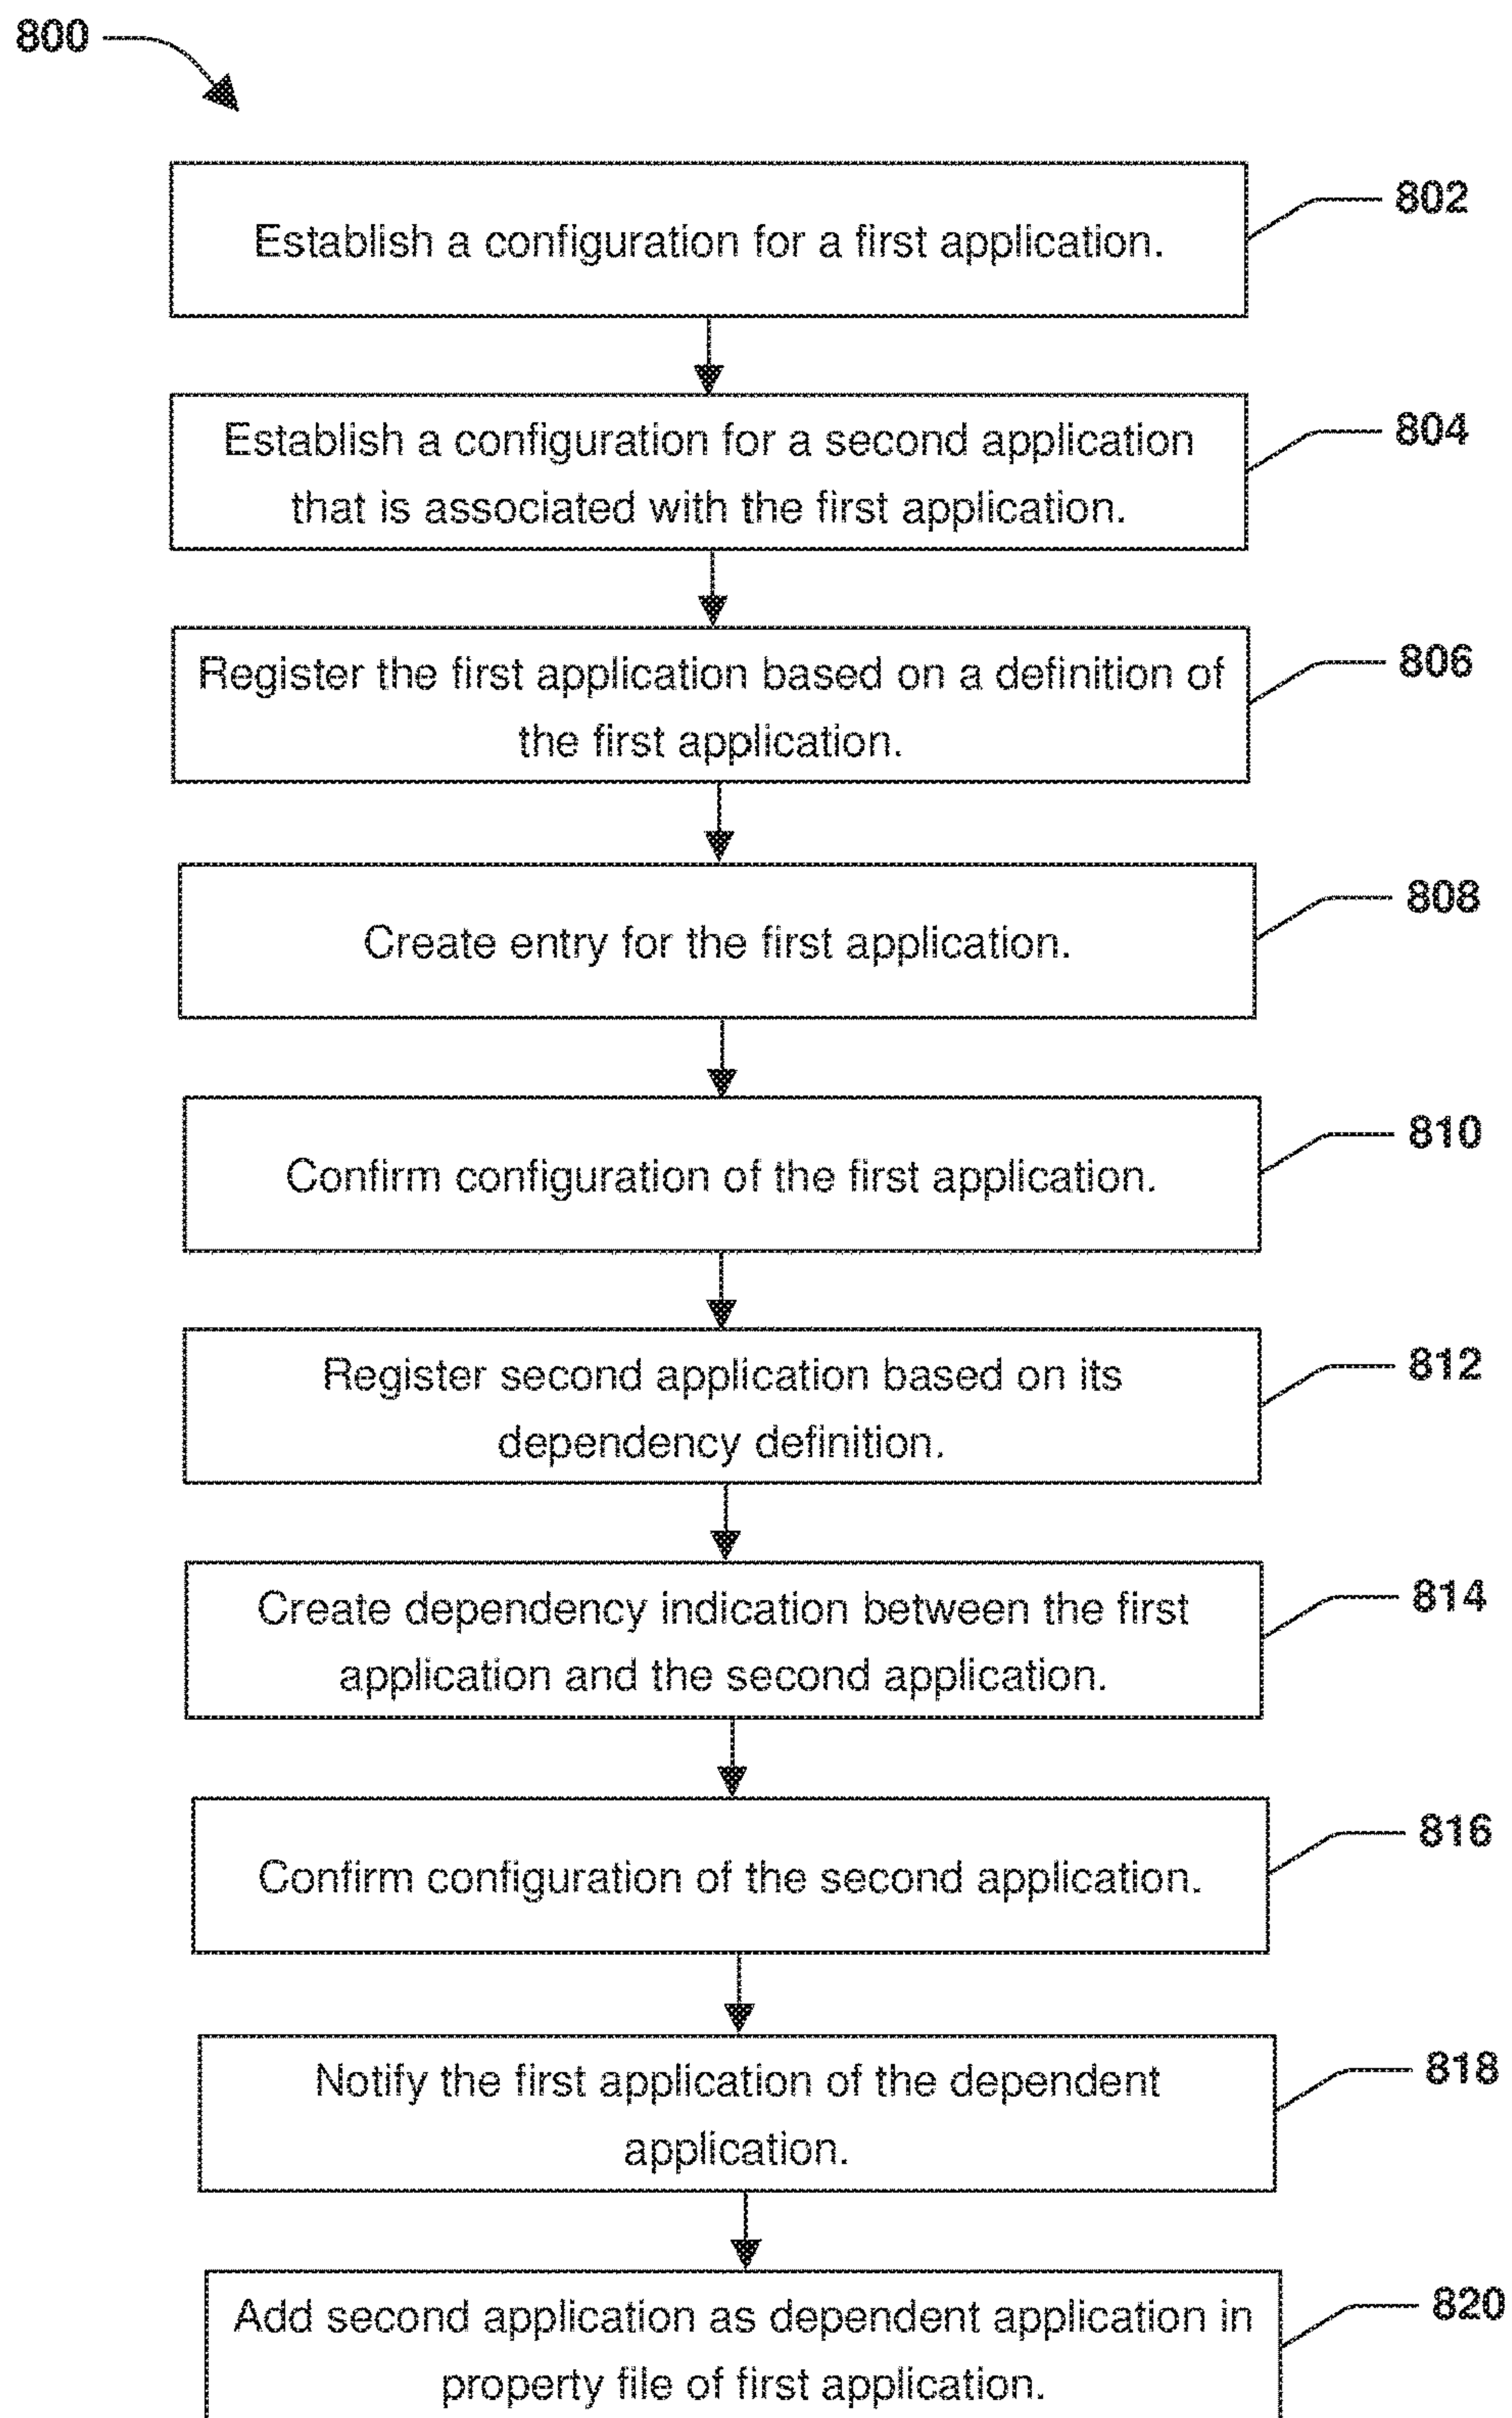 800
Establish a configuration for a first application.
802
Establish a configuration for a second application
that is associated with the first application.
804
Register the first application based on a definition of
the first application.
806
Create entry for the first application.
808
Confirm configuration of the first application.
810
Register second application based on its
dependency definition.
812
Create dependency indication between the first
application and the second application.
814
Confirm configuration of the second application.
816
Notify the first application of the dependent
application.
818
Add second application as dependent application in
property file of first application.
820